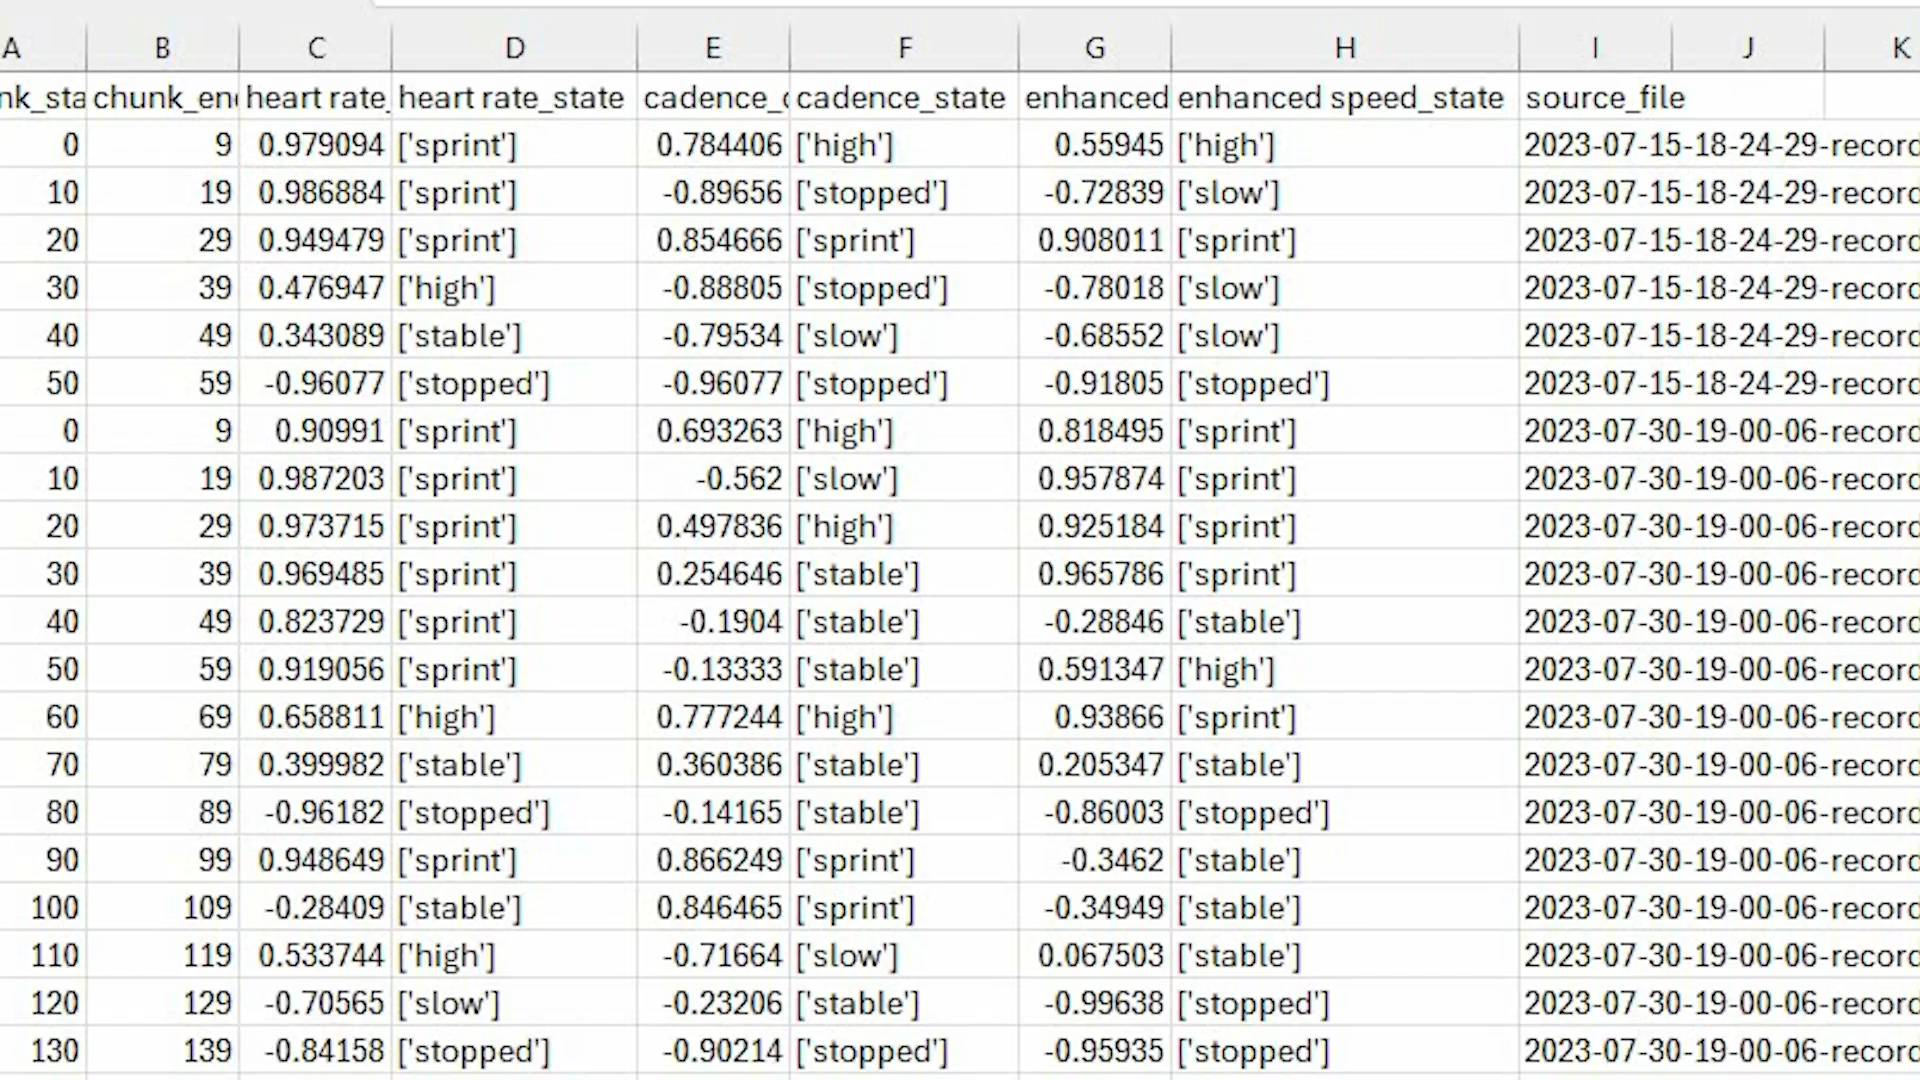 A B C D E F G H I J K
nk_sta chunk_en heart rate_ heart rate_state cadence_ cadence_state enhanced enhanced speed_state source_file
0 9 0.979094 ['sprint'] 0.784406 ['high'] 0.55945 ['high'] 2023-07-15-18-24-29-record
10 19 0.986884 ['sprint'] -0.89656 ['stopped'] -0.72839 ['slow'] 2023-07-15-18-24-29-record
20 29 0.949479 ['sprint'] 0.854666 ['sprint'] 0.908011 ['sprint'] 2023-07-15-18-24-29-record
30 39 0.476947 ['high'] -0.88805 ['stopped'] -0.78018 ['slow'] 2023-07-15-18-24-29-record
40 49 0.343089 ['stable'] -0.79534 ['slow'] -0.68552 ['slow'] 2023-07-15-18-24-29-record
50 59 -0.96077 ['stopped'] -0.96077 ['stopped'] -0.91805 ['stopped'] 2023-07-15-18-24-29-record
0 9 0.90991 ['sprint'] 0.693263 ['high'] 0.818495 ['sprint'] 2023-07-30-19-00-06-record
10 19 0.987203 ['sprint'] -0.562 ['slow'] 0.957874 ['sprint'] 2023-07-30-19-00-06-record
20 29 0.973715 ['sprint'] 0.497836 ['high'] 0.925184 ['sprint'] 2023-07-30-19-00-06-record
30 39 0.969485 ['sprint'] 0.254646 ['stable'] 0.965786 ['sprint'] 2023-07-30-19-00-06-record
40 49 0.823729 ['sprint'] -0.1904 ['stable'] -0.28846 ['stable'] 2023-07-30-19-00-06-record
50 59 0.919056 ['sprint'] -0.13333 ['stable'] 0.591347 ['high'] 2023-07-30-19-00-06-record
60 69 0.658811 ['high'] 0.777244 ['high'] 0.93866 ['sprint'] 2023-07-30-19-00-06-record
70 79 0.399982 ['stable'] 0.360386 ['stable'] 0.205347 ['stable'] 2023-07-30-19-00-06-record
80 89 -0.96182 ['stopped'] -0.14165 ['stable'] -0.86003 ['stopped'] 2023-07-30-19-00-06-record
90 99 0.948649 ['sprint'] 0.866249 ['sprint'] -0.3462 ['stable'] 2023-07-30-19-00-06-record
100 109 -0.28409 ['stable'] 0.846465 ['sprint'] -0.34949 ['stable'] 2023-07-30-19-00-06-record
110 119 0.533744 ['high'] -0.71664 ['slow'] 0.067503 ['stable'] 2023-07-30-19-00-06-record
120 129 -0.70565 ['slow'] -0.23206 ['stable'] -0.99638 ['stopped'] 2023-07-30-19-00-06-record
130 139 -0.84158 ['stopped'] -0.90214 ['stopped'] -0.95935 ['stopped'] 2023-07-30-19-00-06-record